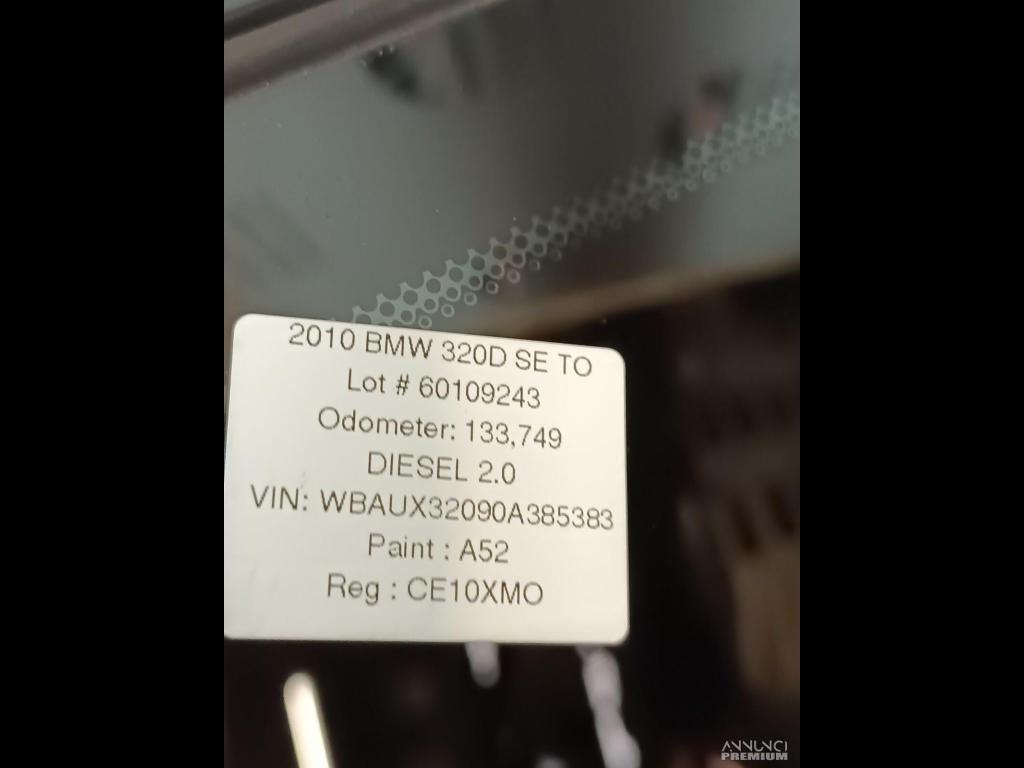 2010 BMW 320D SE TO
Lot # 60109243
Odometer: 133,749
DIESEL 2.0
VIN: WBAUX32090A385383
Paint : A52
Reg : CE10XMO
ANNUNCI
PREMIUM